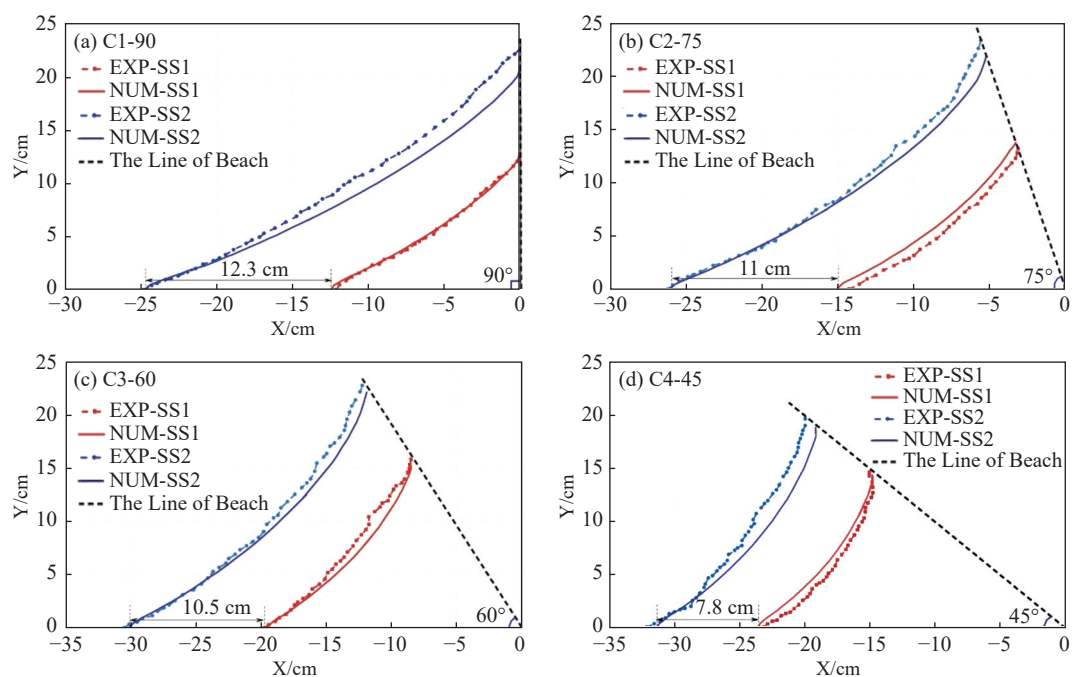 (a) C1-90
EXP-SS1
NUM-SS1
EXP-SS2
NUM-SS2
The Line of Beach
12.3 cm
90°
25
20
15
10
5
0
Y/cm
−30
−25
−20
−15
−10
−5
0
X/cm
(b) C2-75
EXP-SS1
NUM-SS1
EXP-SS2
NUM-SS2
The Line of Beach
11 cm
75°
25
20
15
10
5
0
Y/cm
−30
−25
−20
−15
−10
−5
0
X/cm
(c) C3-60
EXP-SS1
NUM-SS1
EXP-SS2
NUM-SS2
The Line of Beach
10.5 cm
60°
25
20
15
10
5
0
Y/cm
−35
−30
−25
−20
−15
−10
−5
0
X/cm
(d) C4-45
EXP-SS1
NUM-SS1
EXP-SS2
NUM-SS2
The Line of Beach
7.8 cm
45°
25
20
15
10
5
0
Y/cm
−35
−30
−25
−20
−15
−10
−5
0
X/cm